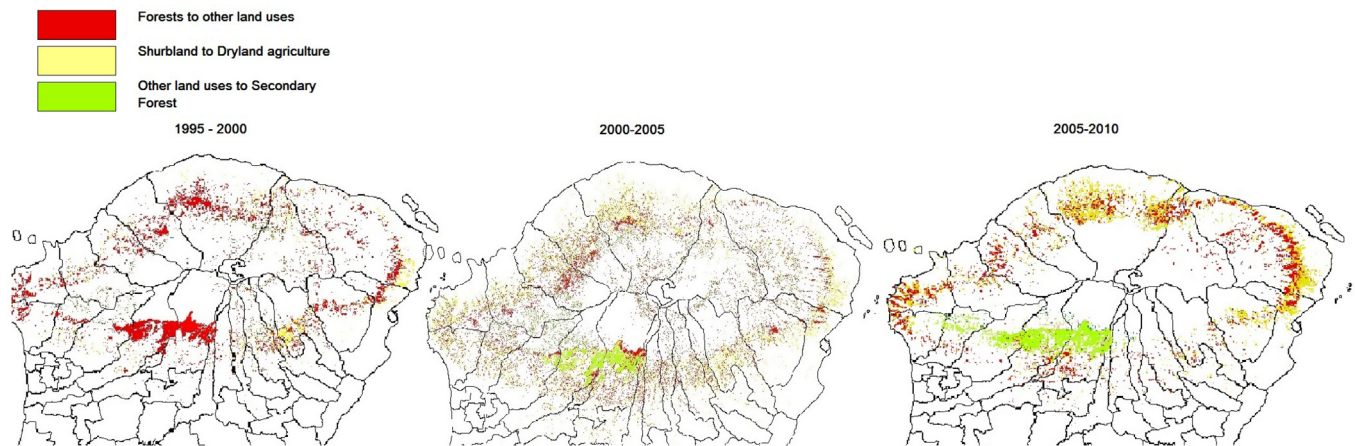 Forests to other land uses
Shurbland to Dryland agriculture
Other land uses to Secondary
Forest
1995 - 2000
2000-2005
2005-2010